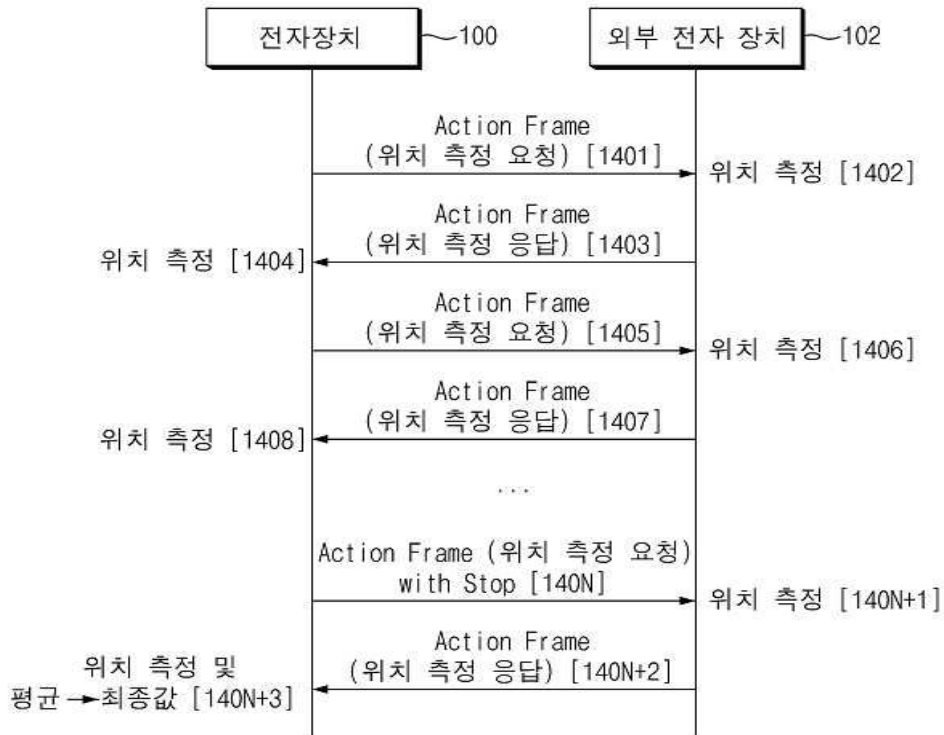 전자장치 100
외부 전자 장치 102
Action Frame
(위치 측정 요청) [1401]
위치 측정 [1402]
Action Frame
(위치 측정 응답) [1403]
위치 측정 [1404]
Action Frame
(위치 측정 요청) [1405]
위치 측정 [1406]
Action Frame
(위치 측정 응답) [1407]
위치 측정 [1408]
...
Action Frame (위치 측정 요청)
with Stop [140N]
위치 측정 [140N+1]
Action Frame
(위치 측정 응답) [140N+2]
위치 측정 및
평균→최종값 [140N+3]